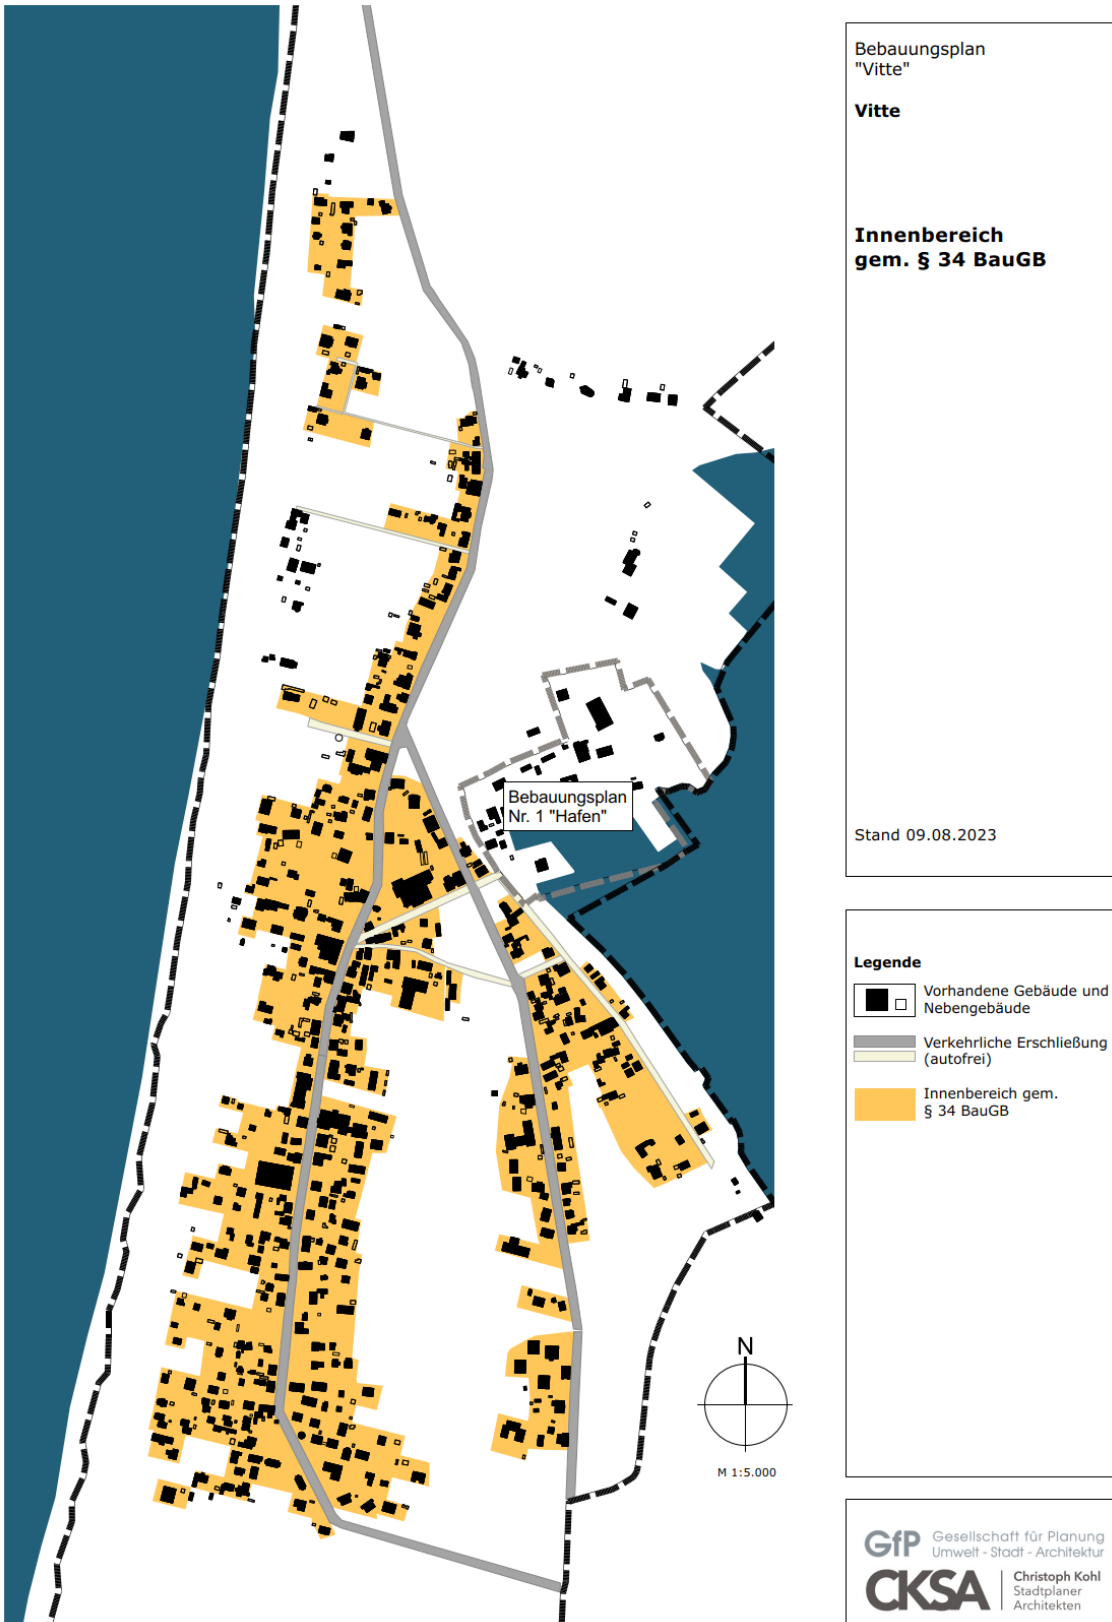 Bebauungsplan
"Vitte"
Vitte
Innenbereich
gem. § 34 BauGB
Bebauungsplan
Nr. 1 "Hafen"
Stand 09.08.2023
Legende
Vorhandene Gebäude und
Nebengebäude
Verkehrliche Erschließung
(autofrei)
Innenbereich gem.
§ 34 BauGB
N
M 1:5.000
GfP Gesellschaft für Planung
Umwelt - Stadt - Architektur
CKSA Christoph Kohl
Stadtplaner
Architekten